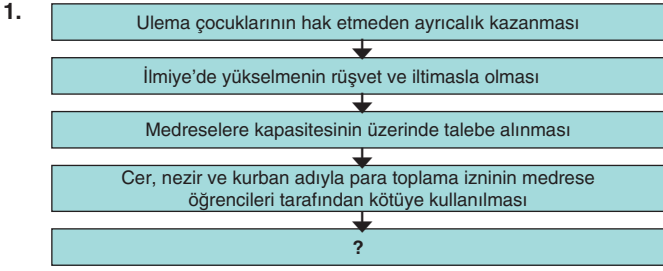 1.
Ulema çocuklarının hak etmeden ayrıcalık kazanması
İlmiye’de yükselmenin rüşvet ve iltimasla olması
Medreselere kapasitesinin üzerinde talebe alınması
Cer, nezir ve kurban adıyla para toplama izninin medrese
öğrencileri tarafından kötüye kullanılması
?